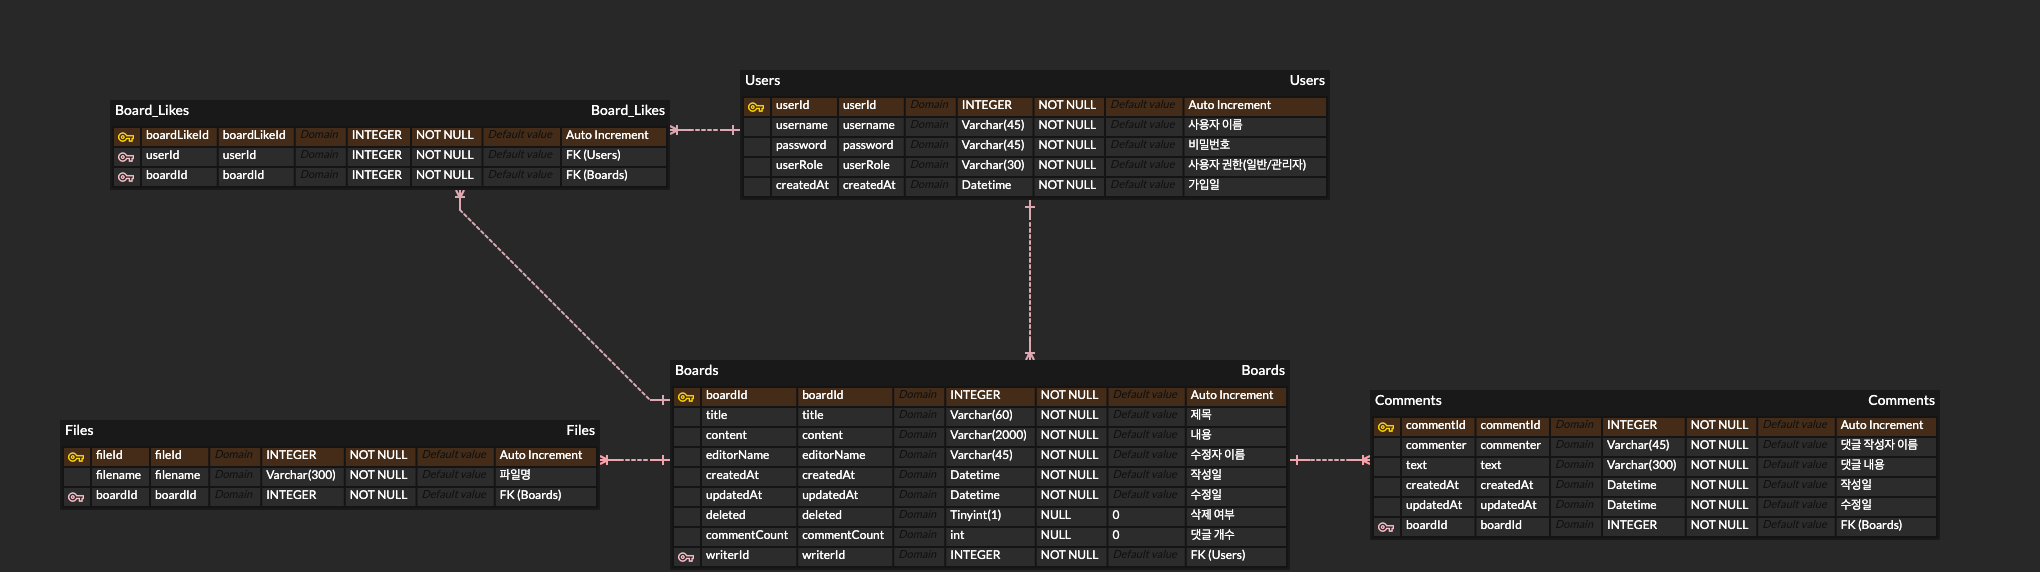 Users Users
userId userId Domain INTEGER NOT NULL Default value Auto Increment
username username Domain Varchar(45) NOT NULL Default value 사용자 이름
password password Domain Varchar(45) NOT NULL Default value 비밀번호
userRole userRole Domain Varchar(30) NOT NULL Default value 사용자 권한(일반/관리자)
createdAt createdAt Domain Datetime NOT NULL Default value 가입일
Board_Likes Board_Likes
boardLikeId boardLikeId Domain INTEGER NOT NULL Default value Auto Increment
userId userId Domain INTEGER NOT NULL Default value FK (Users)
boardId boardId Domain INTEGER NOT NULL Default value FK (Boards)
Boards Boards
boardId boardId Domain INTEGER NOT NULL Default value Auto Increment
title title Domain Varchar(60) NOT NULL Default value 제목
content content Domain Varchar(2000) NOT NULL Default value 내용
editorName editorName Domain Varchar(45) NOT NULL Default value 수정자 이름
createdAt createdAt Domain Datetime NOT NULL Default value 작성일
updatedAt updatedAt Domain Datetime NOT NULL Default value 수정일
deleted deleted Domain Tinyint(1) NULL 0 삭제 여부
commentCount commentCount Domain int NULL 0 댓글 개수
writerId writerId Domain INTEGER NOT NULL Default value FK (Users)
Files Files
fileId fileId Domain INTEGER NOT NULL Default value Auto Increment
filename filename Domain Varchar(300) NOT NULL Default value 파일명
boardId boardId Domain INTEGER NOT NULL Default value FK (Boards)
Comments Comments
commentId commentId Domain INTEGER NOT NULL Default value Auto Increment
commenter commenter Domain Varchar(45) NOT NULL Default value 댓글 작성자 이름
text text Domain Varchar(300) NOT NULL Default value 댓글 내용
createdAt createdAt Domain Datetime NOT NULL Default value 작성일
updatedAt updatedAt Domain Datetime NOT NULL Default value 수정일
boardId boardId Domain INTEGER NOT NULL Default value FK (Boards)